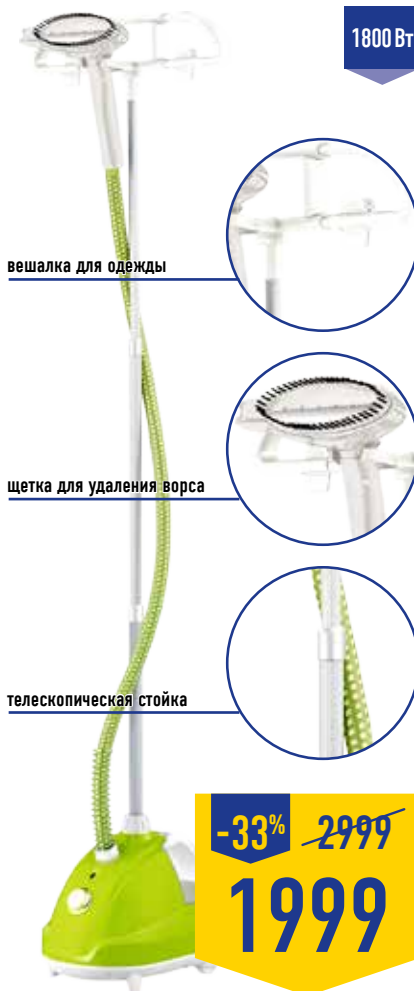 1800 Вт
вешалка для одежды
щетка для удаления ворса
телескопическая стойка
-33% 2999
1999